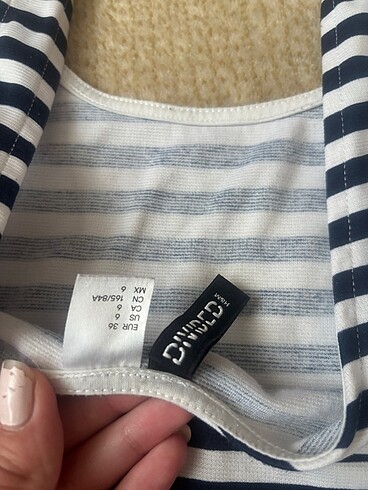 EUR 36
US 6
CA 6
CN 165/84A
MX 6
DIVIDED
H&M